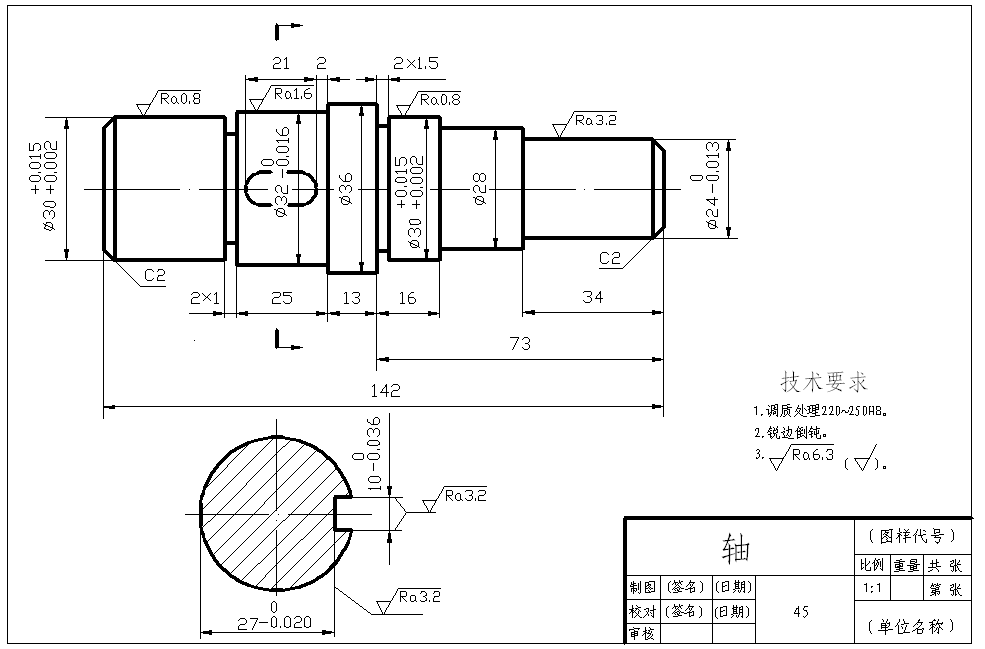 21
2
2×1.5
Ra0.8
Ra1.6
Ra0.8
Ra3.2
+0.015
ø30 +0.002
0
ø32 -0.016
ø36
+0.015
ø30 +0.002
ø28
0
ø24-0.013
C2
C2
2×1
25
13
16
34
73
142
技术要求
1.调质处理220~250HB。
2.锐边倒钝。
3. Ra6.3 (√)。
0
10-0.036
Ra3.2
Ra3.2
0
27-0.020
轴
(图样代号)
比例 重量 共 张
1:1 第 张
制图 (签名) (日期)
校对 (签名) (日期)
审核
45
(单位名称)